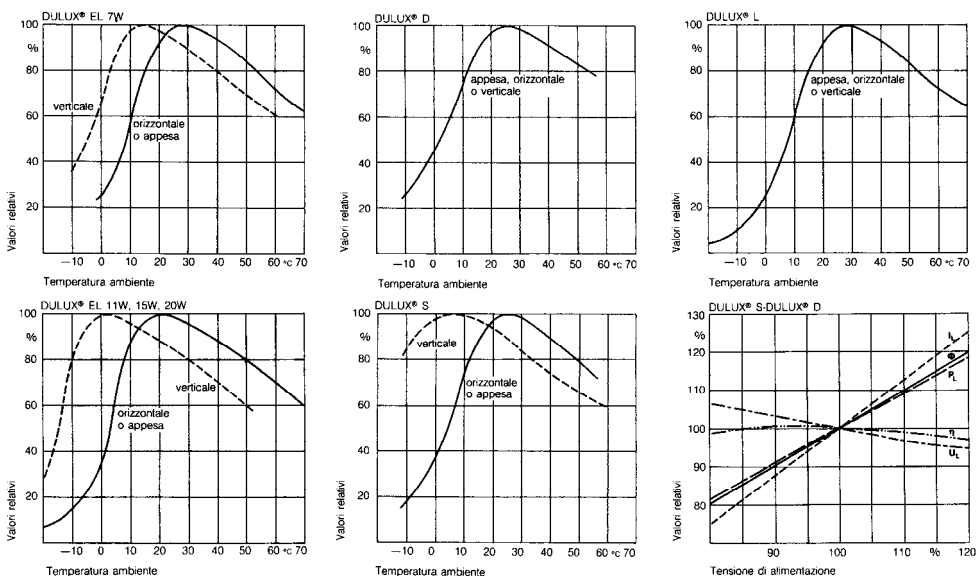 DULUX® EL 7W
100
%
80
60
40
20
Valori relativi
verticale
orizzontale
o appesa
−10 0 10 20 30 40 50 60 °C 70
Temperatura ambiente
DULUX® D
100
%
80
60
40
20
Valori relativi
appesa, orizzontale
o verticale
−10 0 10 20 30 40 50 60 °C 70
Temperatura ambiente
DULUX® L
100
%
80
60
40
20
Valori relativi
appesa, orizzontale
o verticale
−10 0 10 20 30 40 50 60 °C 70
Temperatura ambiente
DULUX® EL 11W, 15W, 20W
100
%
80
60
40
20
Valori relativi
verticale
orizzontale
o appesa
−10 0 10 20 30 40 50 60 °C 70
Temperatura ambiente
DULUX® S
100
%
80
60
40
20
Valori relativi
verticale
orizzontale
o appesa
−10 0 10 20 30 40 50 60 °C 70
Temperatura ambiente
DULUX® S·DULUX® D
130
%
120
110
100
90
80
Valori relativi
IL
Φ
PL
η
UL
90 100 110 % 120
Tensione di alimentazione